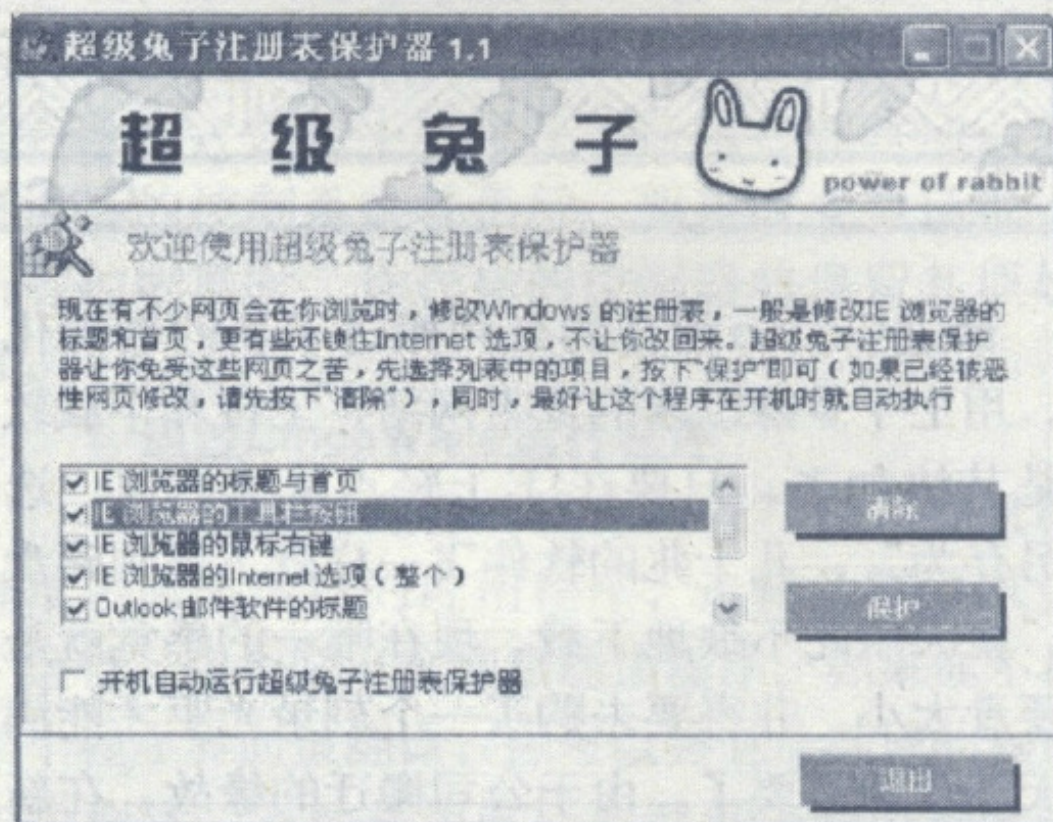 超级兔子注册表保护器 1.1
超级兔子
power of rabbit
欢迎使用超级兔子注册表保护器
现在有不少网页会在你浏览时，修改Windows 的注册表，一般是修改IE 浏览器的
标题和首页，更有些还锁住Internet 选项，不让你改回来。超级兔子注册表保护
器让你免受这些网页之苦，先选择列表中的项目，按下"保护"即可（如果已经被恶
性网页修改，请先按下"清除"），同时，最好让这个程序在开机时就自动执行
IE 浏览器的标题与首页
IE 浏览器的工具栏按钮
清除
IE 浏览器的鼠标右键
IE 浏览器的Internet 选项（整个）
保护
Outlook 邮件软件的标题
开机自动运行超级兔子注册表保护器
退出